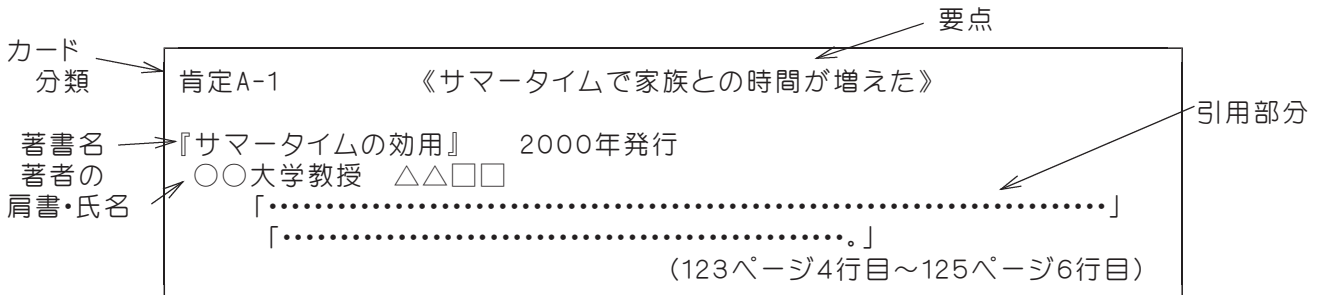 要点
カード
分類
肯定A-1 《サマータイムで家族との時間が増えた》
引用部分
著書名
『サマータイムの効用』 2000年発行
著者の
肩書・氏名
○○大学教授 △△□□
「・・・・・・・・・・・・・・・・・・・・・・・・・・・・・・・・・・・・・・・・・・・・・・・・・・・・・・・・・・・・・・・・・・・・・・・・・・」
「・・・・・・・・・・・・・・・・・・・・・・・・・・・・・・・・・・・・・・・・・・・・・・・・・。」
(123ページ4行目～125ページ6行目)